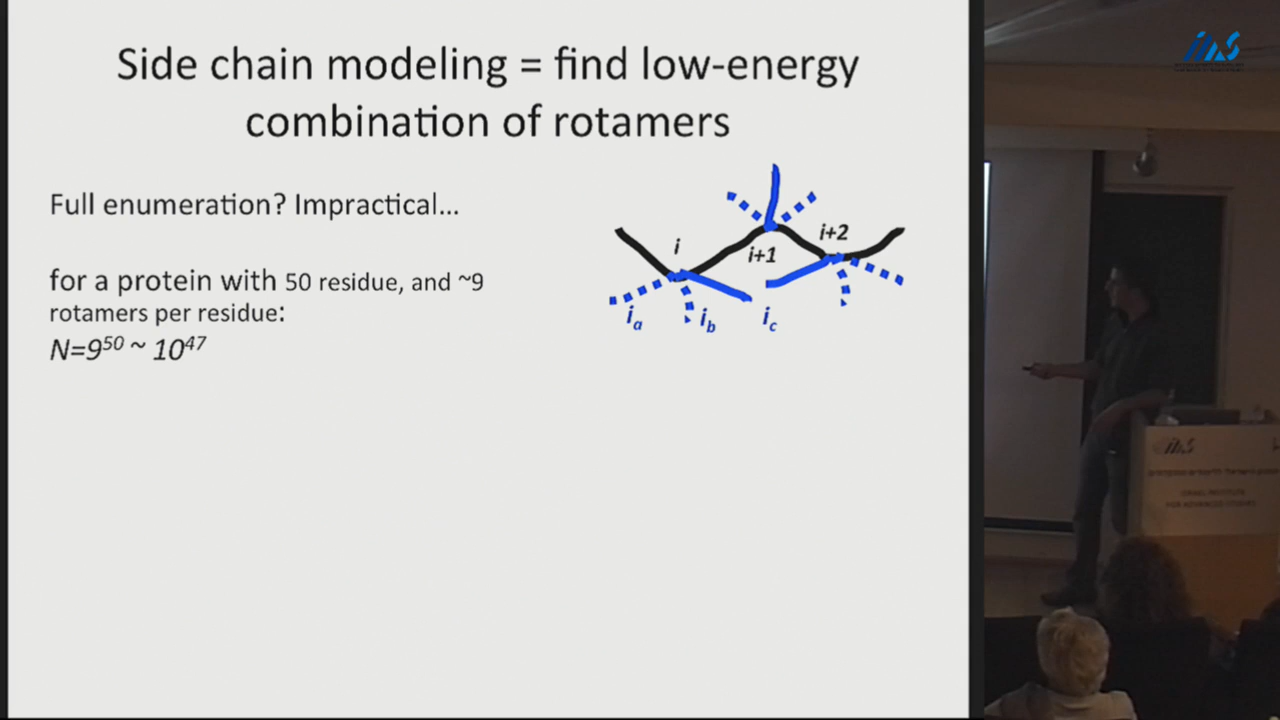 Side chain modeling = find low-energy
combination of rotamers
Full enumeration? Impractical...
for a protein with 50 residue, and ~9
rotamers per residue:
N=9⁵⁰ ~ 10⁴⁷
i
i+1
i+2
iₐ
i_b
i_c